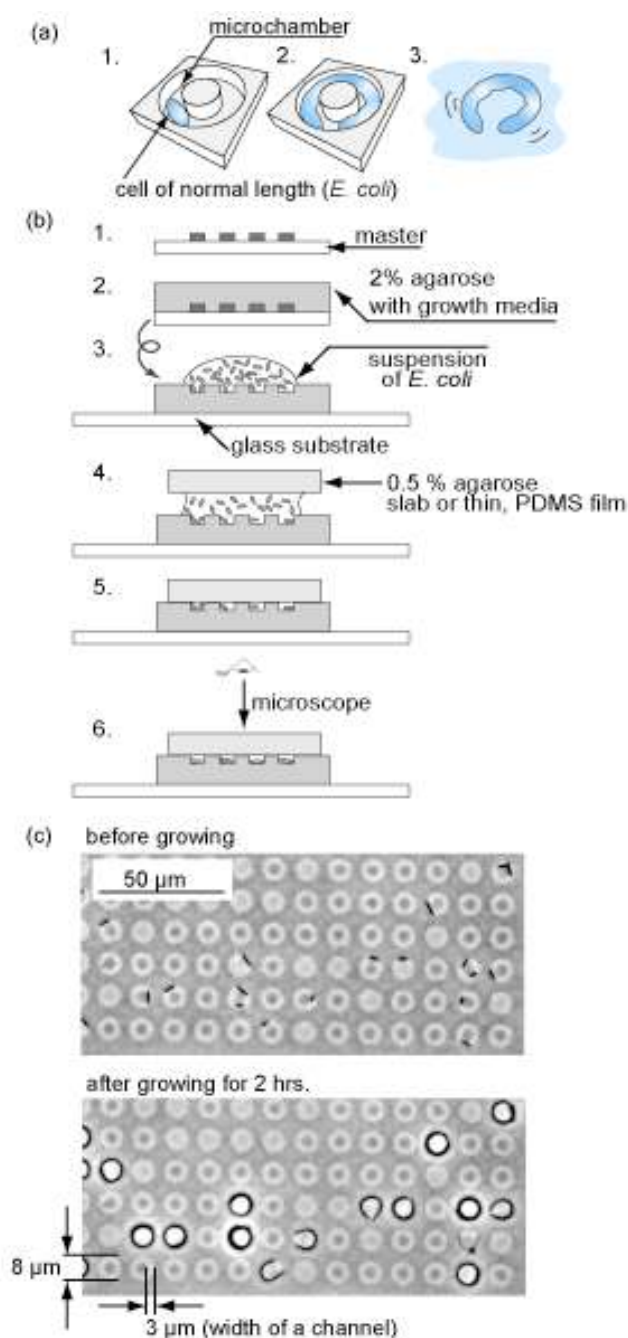 (a)
microchamber
1.
2.
3.
cell of normal length (E. coli)
(b)
1.
master
2.
2% agarose
with growth media
3.
suspension
of E. coli
glass substrate
4.
0.5 % agarose
slab or thin, PDMS film
5.
microscope
6.
(c)
before growing
50 µm
after growing for 2 hrs.
8 µm
3 µm (width of a channel)